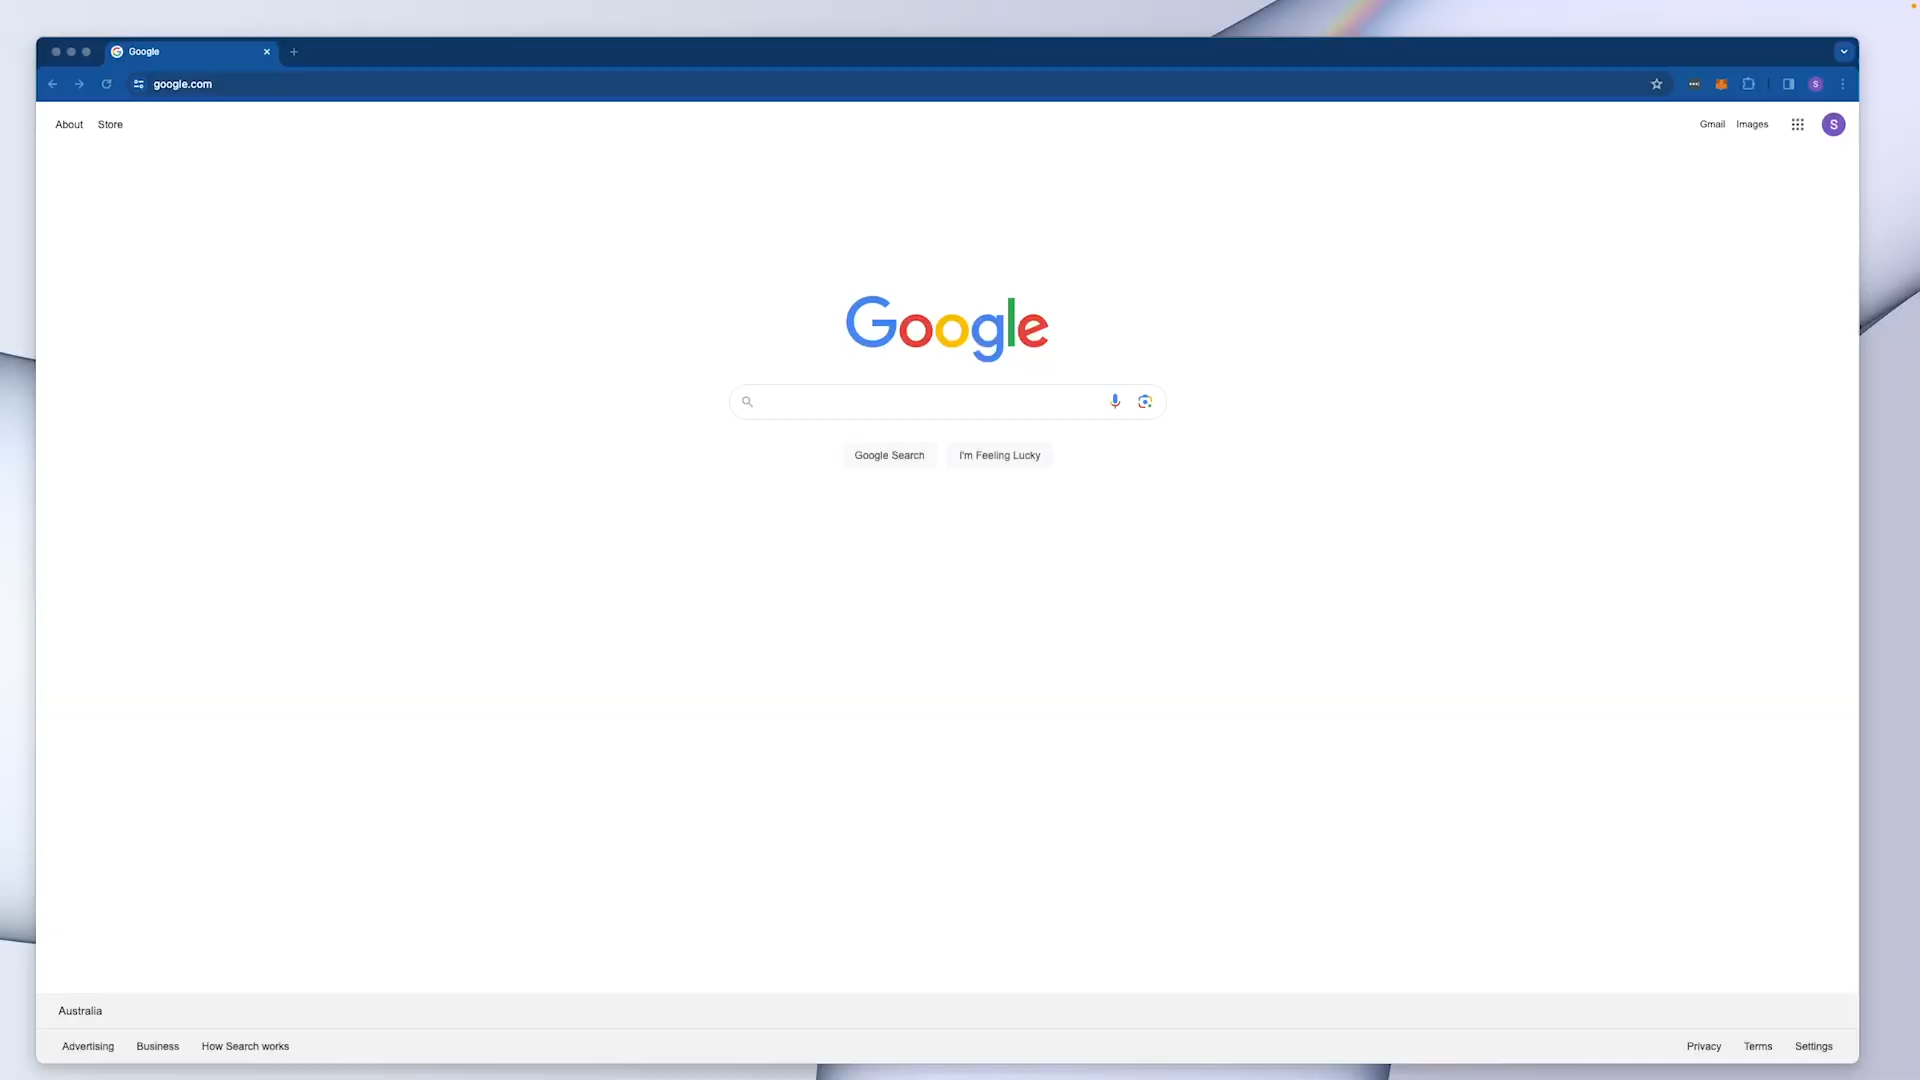 Google
google.com
S
About Store
Gmail Images
S
Google
Google Search I'm Feeling Lucky
Australia
Advertising Business How Search works
Privacy Terms Settings